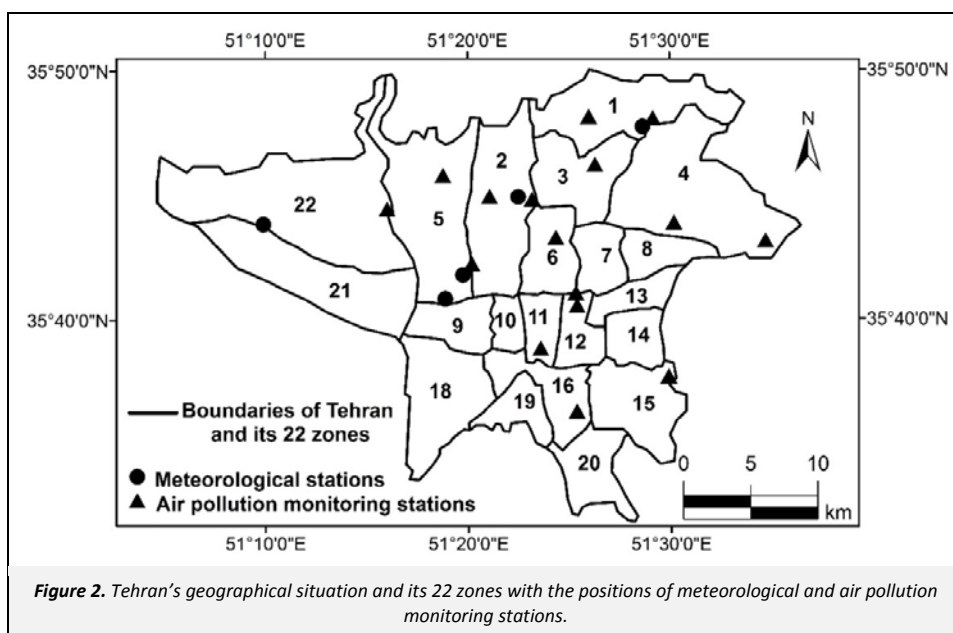 51°10'0"E 51°20'0"E 51°30'0"E
35°50'0"N 35°50'0"N
1
N
2
3
4
22
5
6
7
8
21
13
35°40'0"N 35°40'0"N
9
10
11
12
14
18
16
19
15
20
Boundaries of Tehran
and its 22 zones
Meteorological stations
Air pollution monitoring stations
0 5 10
km
51°10'0"E 51°20'0"E 51°30'0"E
Figure 2. Tehran's geographical situation and its 22 zones with the positions of meteorological and air pollution
monitoring stations.